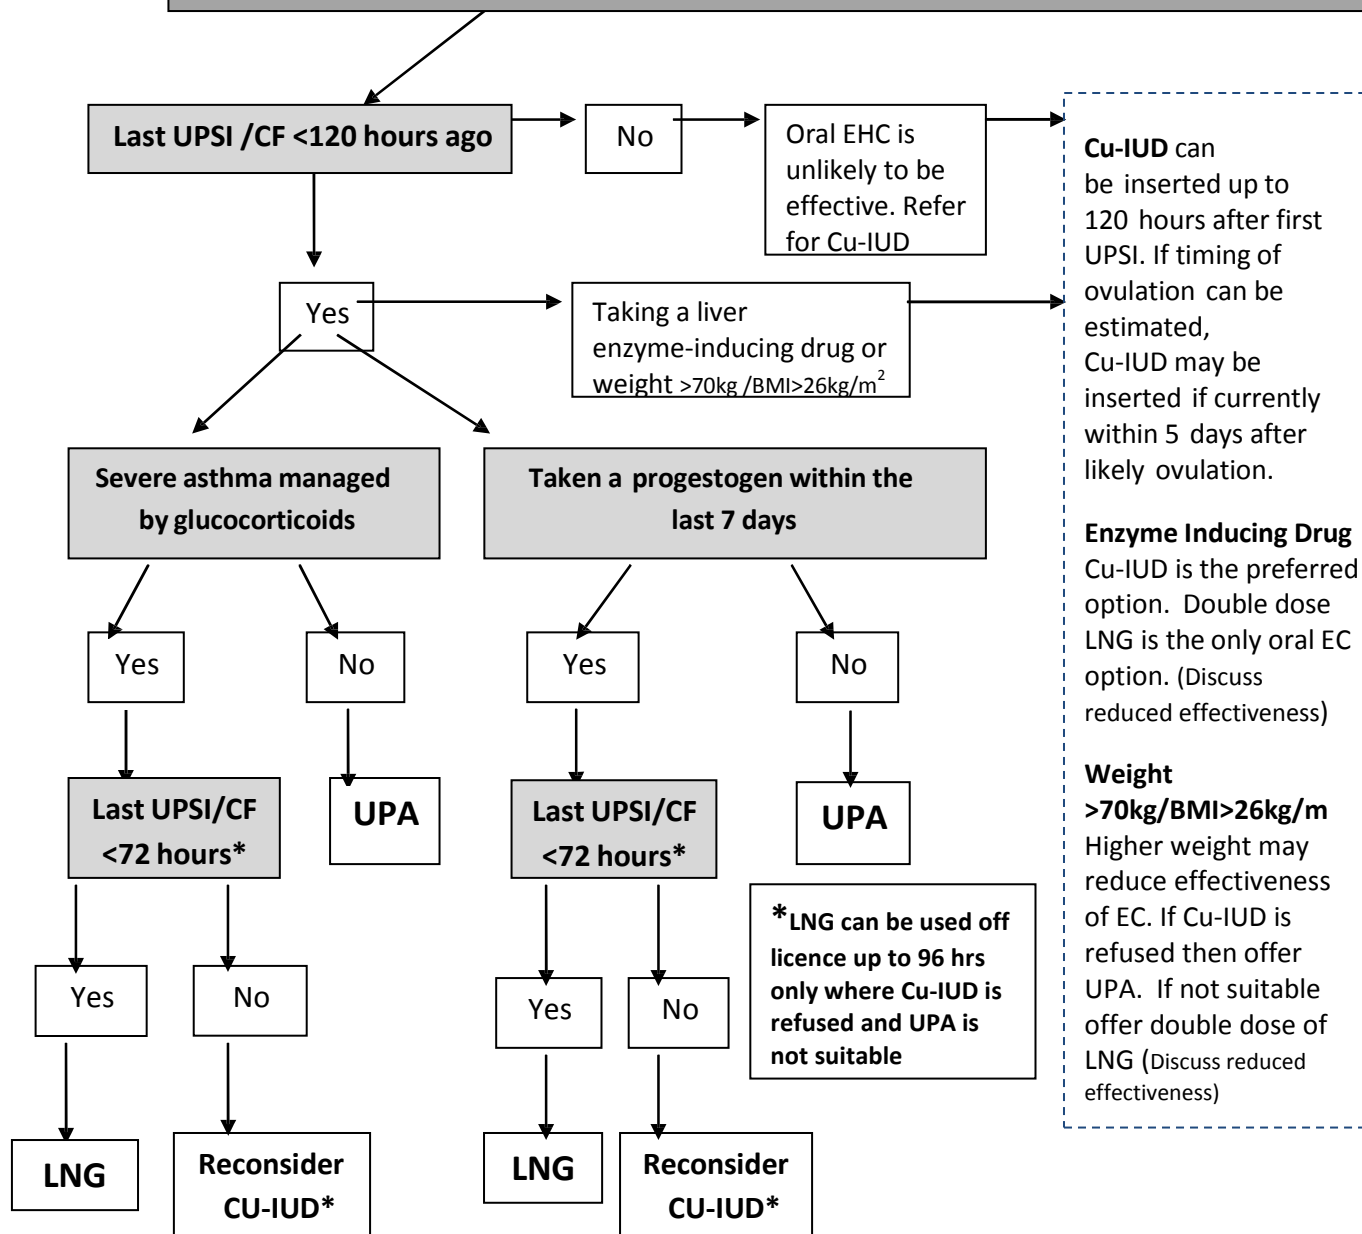 Last UPSI /CF <120 hours ago
No
Oral EHC is
unlikely to be
effective. Refer
for Cu-IUD
Yes
Taking a liver
enzyme-inducing drug or
weight >70kg /BMI>26kg/m²
Severe asthma managed
by glucocorticoids
Taken a progestogen within the
last 7 days
Yes
No
Yes
No
Last UPSI/CF
<72 hours*
UPA
Last UPSI/CF
<72 hours*
UPA
Yes
No
Yes
No
*LNG can be used off
licence up to 96 hrs
only where Cu-IUD is
refused and UPA is
not suitable
LNG
Reconsider
CU-IUD*
LNG
Reconsider
CU-IUD*
Cu-IUD can
be inserted up to
120 hours after first
UPSI. If timing of
ovulation can be
estimated,
Cu-IUD may be
inserted if currently
within 5 days after
likely ovulation.
Enzyme Inducing Drug
Cu-IUD is the preferred
option. Double dose
LNG is the only oral EC
option. (Discuss
reduced effectiveness)
Weight
>70kg/BMI>26kg/m
Higher weight may
reduce effectiveness
of EC. If Cu-IUD is
refused then offer
UPA. If not suitable
offer double dose of
LNG (Discuss reduced
effectiveness)